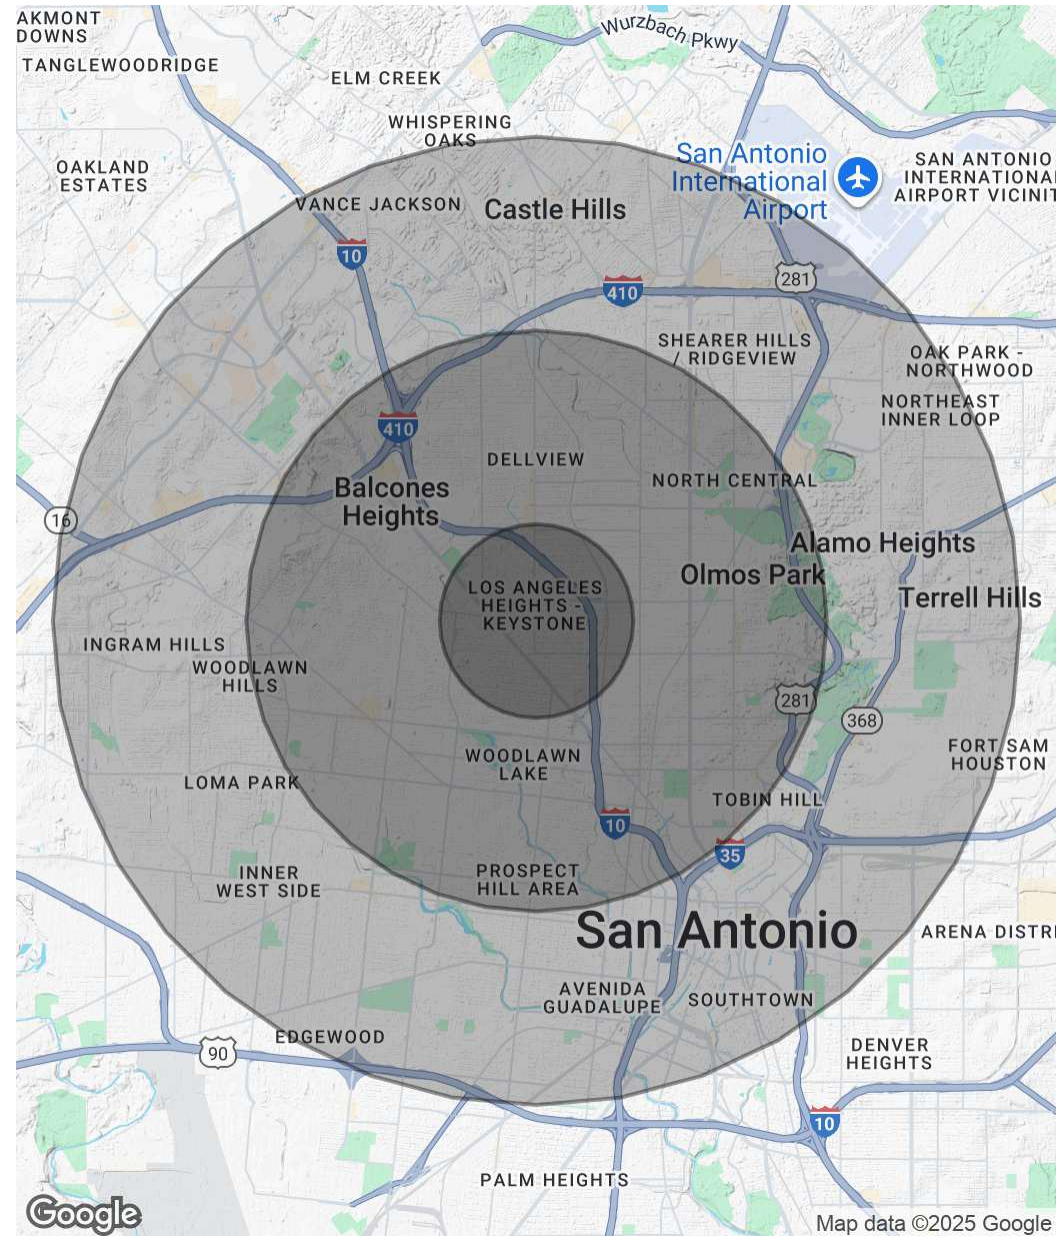 AKMONT
DOWNS
TANGLEWOODRIDGE
Wurzbach Pkwy
ELM CREEK
WHISPERING
OAKS
OAKLAND
ESTATES
San Antonio
International
Airport
SAN ANTONIO
INTERNATIONAL
AIRPORT VICINIT
VANCE JACKSON
Castle Hills
10
281
410
SHEARER HILLS
/ RIDGEVIEW
OAK PARK -
NORTHWOOD
NORTHEAST
INNER LOOP
410
DELLVIEW
NORTH CENTRAL
Balcones
Heights
16
Alamo Heights
Olmos Park
Terrell Hills
LOS ANGELES
HEIGHTS -
KEYSTONE
INGRAM HILLS
WOODLAWN
HILLS
281
368
WOODLAWN
LAKE
FORT SAM
HOUSTON
LOMA PARK
TOBIN HILL
10
35
INNER
WEST SIDE
PROSPECT
HILL AREA
San Antonio
ARENA DISTRI
AVENIDA
GUADALUPE
SOUTHTOWN
EDGEWOOD
90
DENVER
HEIGHTS
10
PALM HEIGHTS
Google
Map data ©2025 Google